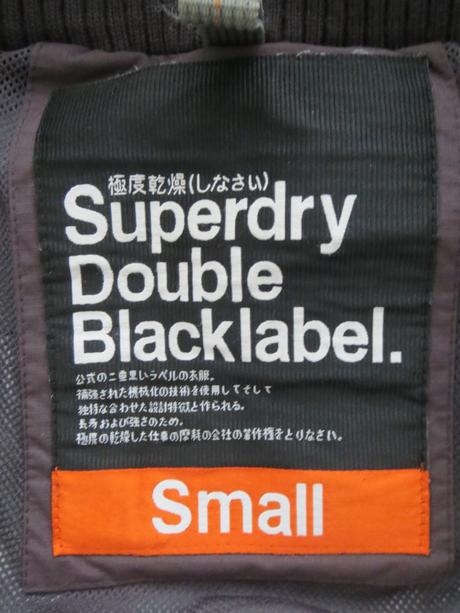 極度乾燥(しなさい)
Superdry
Double
Blacklabel.
公式の二重黒いラベルの衣服。
補強された機械化の技術を使用してそして
独特な合わせた設計特徴と作られる。
長寿および強さのため。
極度の乾燥した仕事の摩耗の会社の著作権をとりなさい。
Small